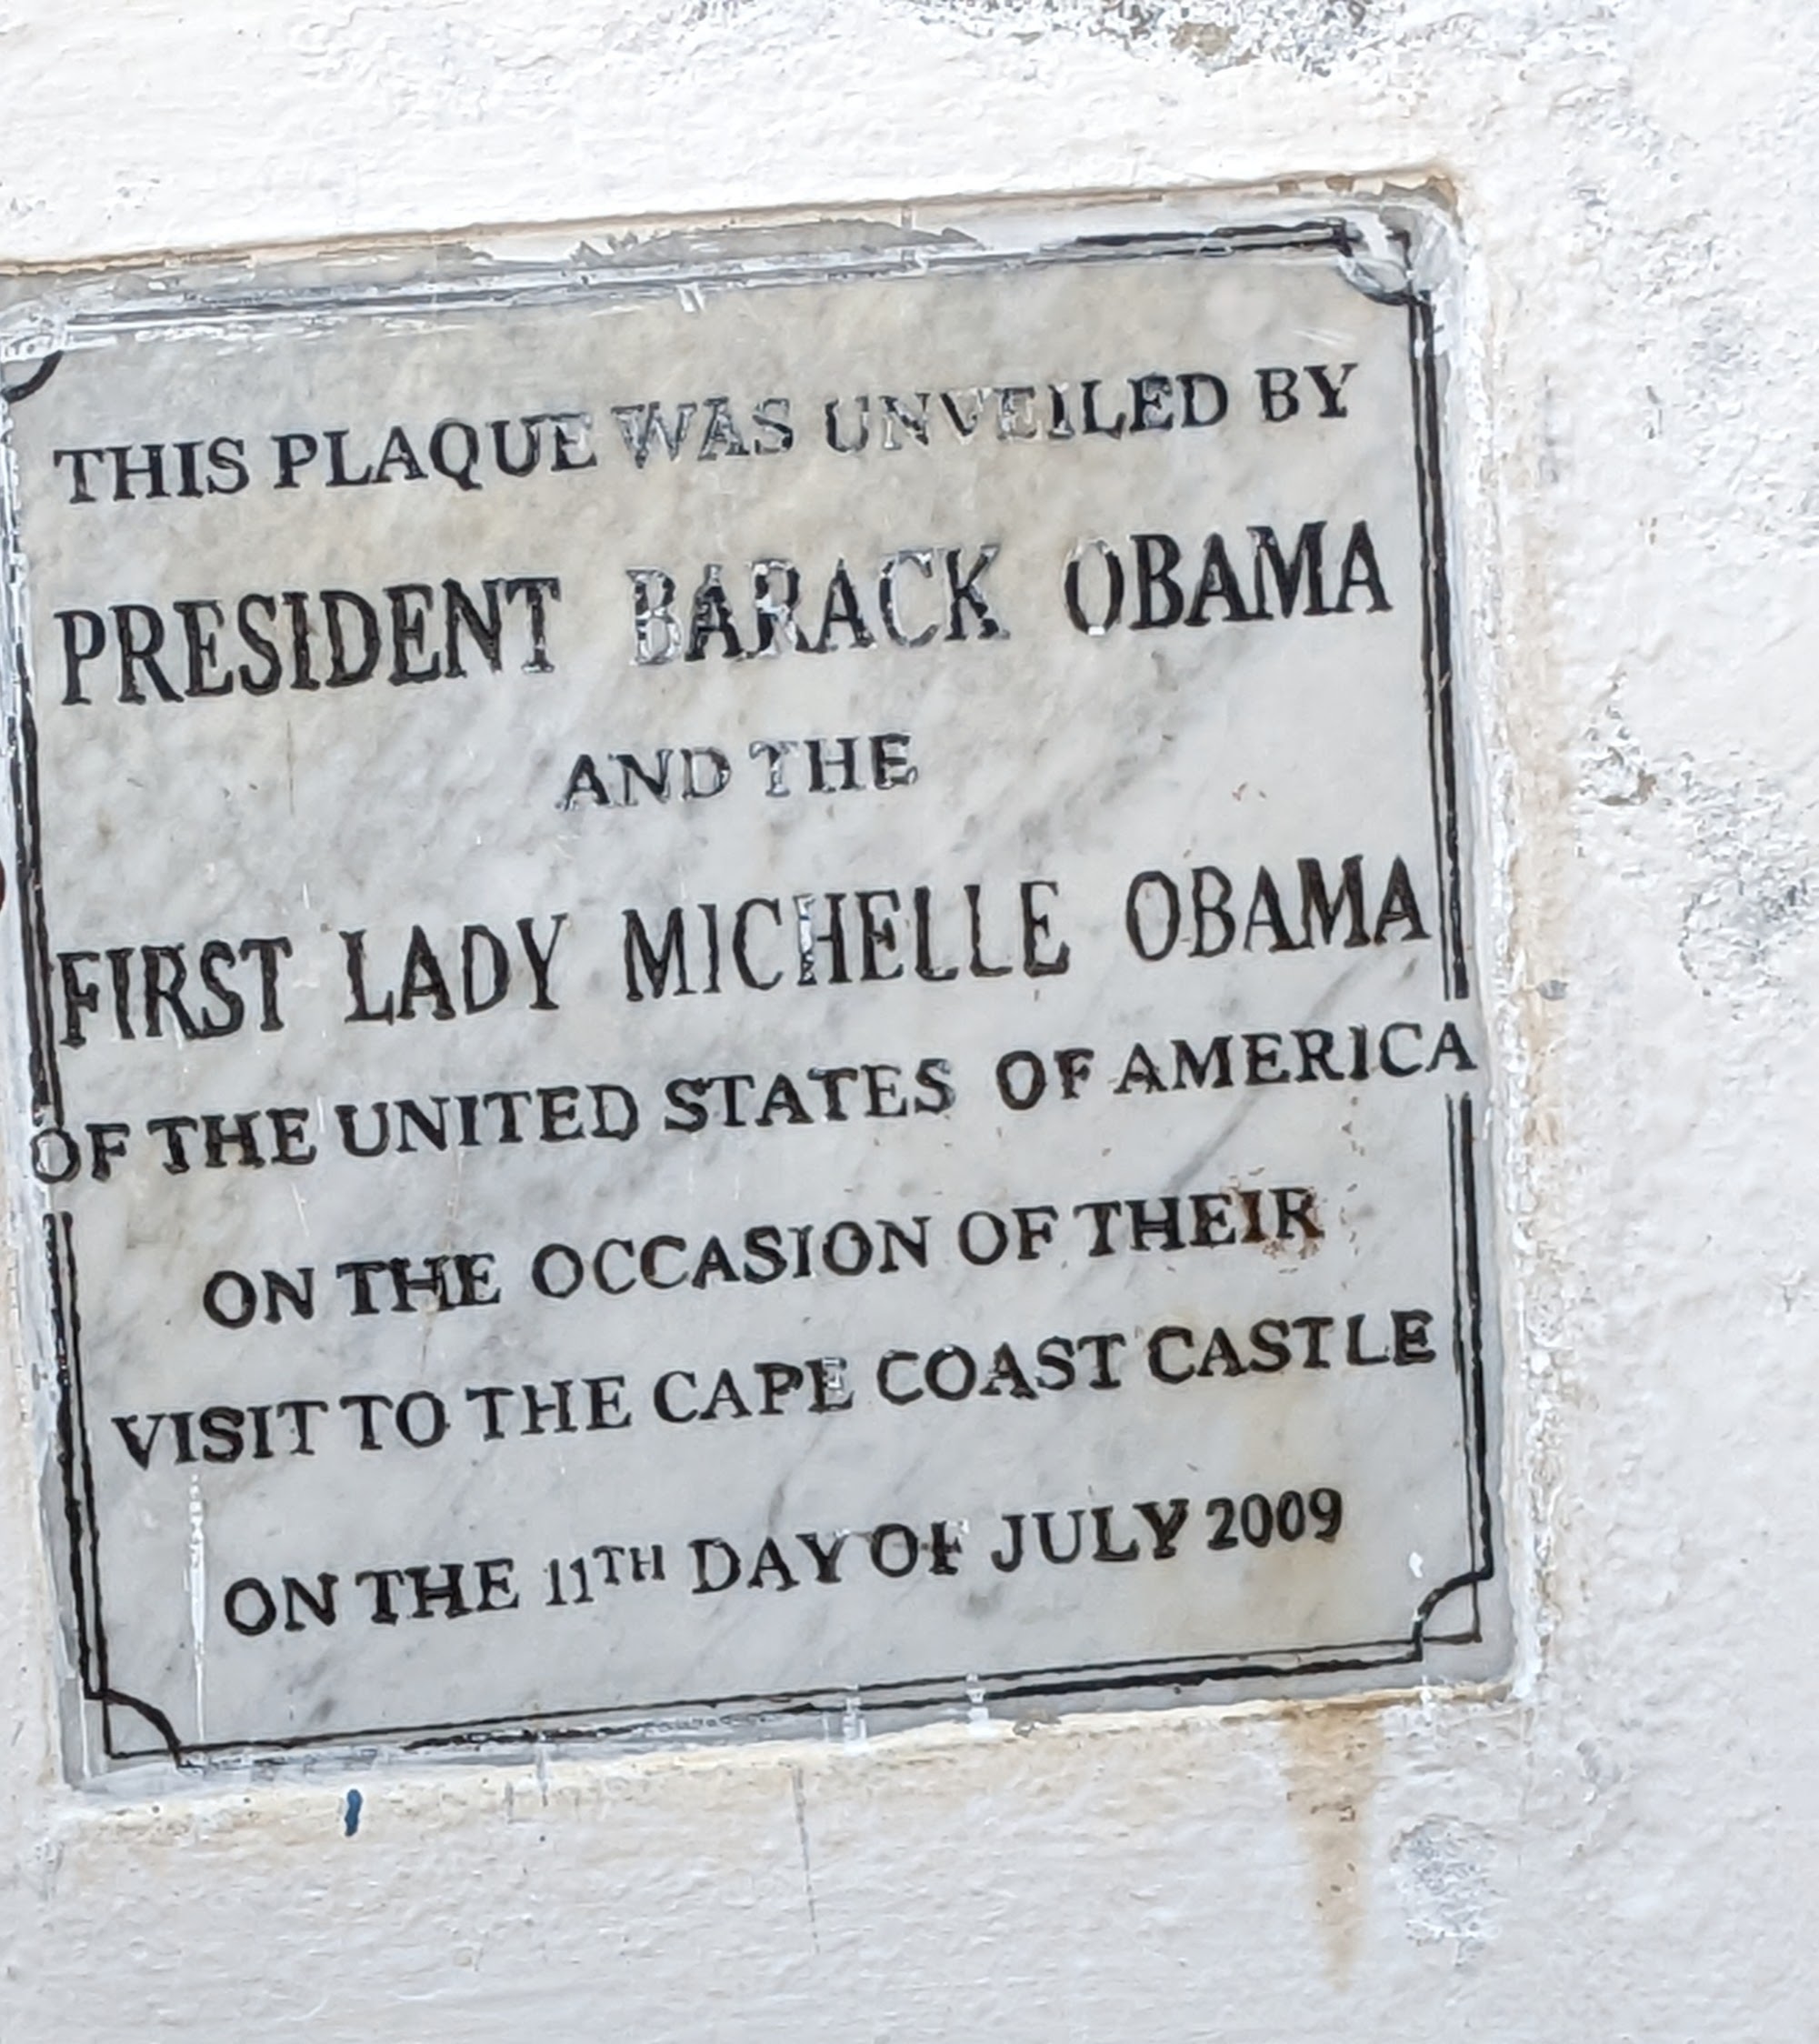 THIS PLAQUE WAS UNVEILED BY
PRESIDENT BARACK OBAMA
AND THE
FIRST LADY MICHELLE OBAMA
OF THE UNITED STATES OF AMERICA
ON THE OCCASION OF THEIR
VISIT TO THE CAPE COAST CASTLE
ON THE 11TH DAY OF JULY 2009